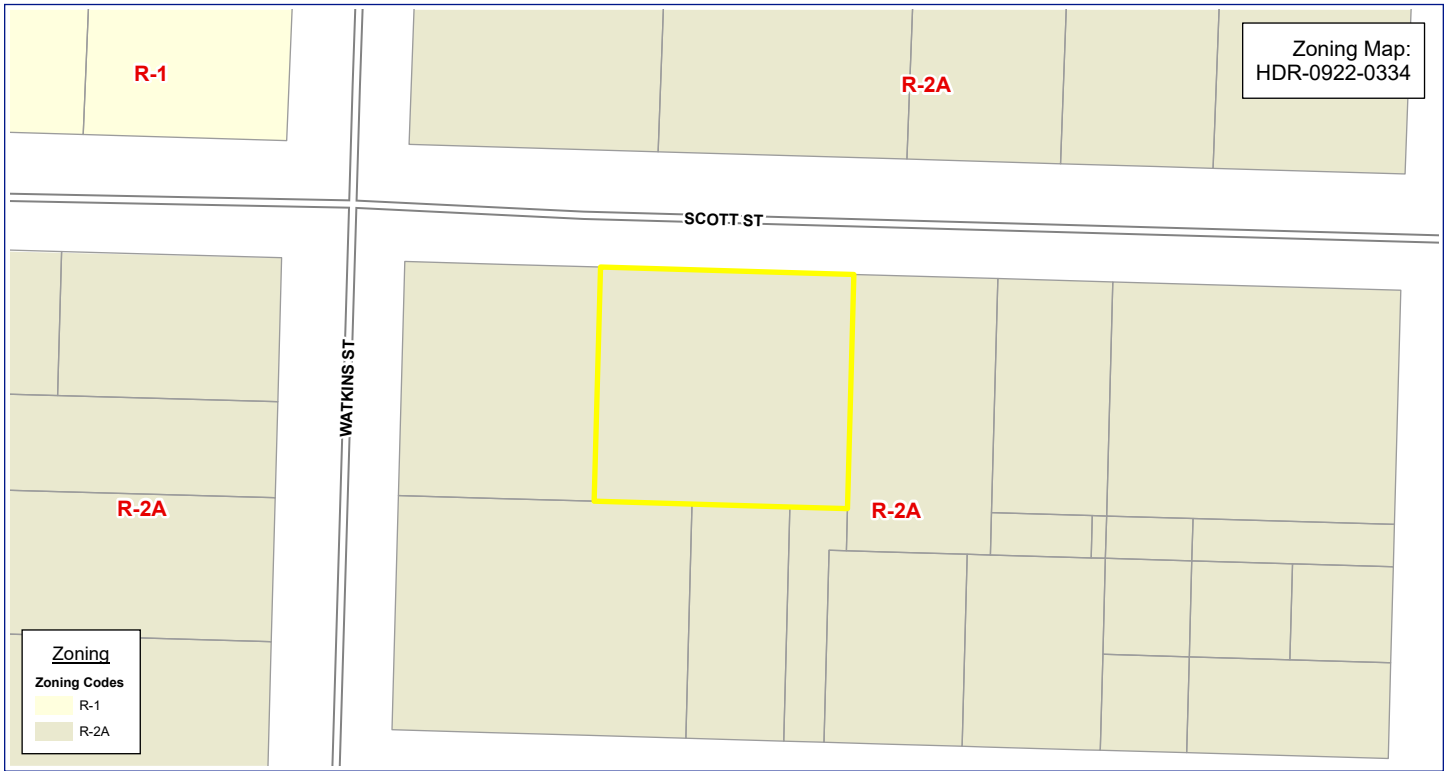 R-1
R-2A
Zoning Map:
HDR-0922-0334
SCOTT ST
WATKINS ST
R-2A
R-2A
Zoning
Zoning Codes
R-1
R-2A